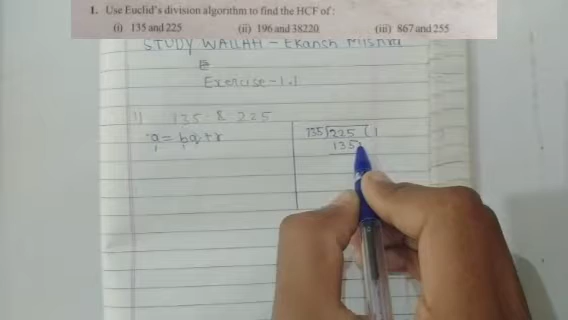 1. Use Euclid's division algorithm to find the HCF of :
(i) 135 and 225 (ii) 196 and 38220 (iii) 867 and 255
STUDY WALLAH - Ekansh Mishra
Exercise - 1.1
1) 135 & 225
a = bq + r 135)225(1
135